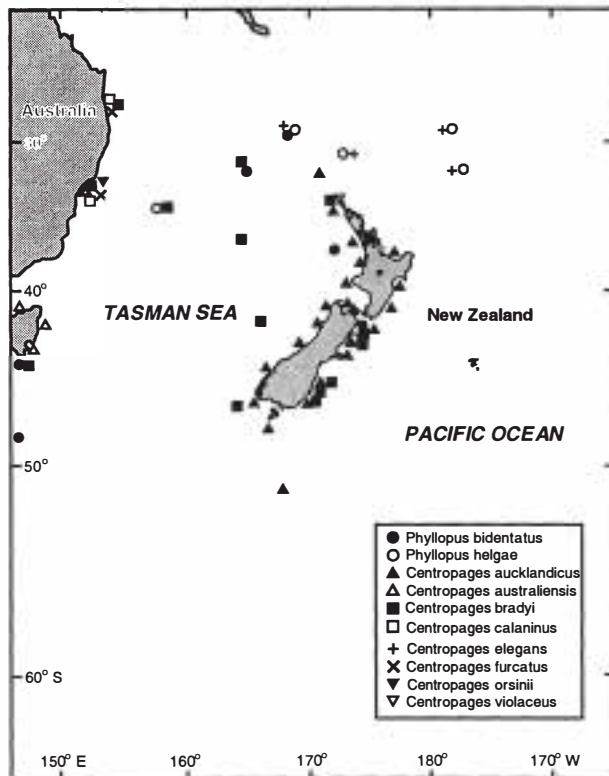 Australia
30°
40°
TASMAN SEA
New Zealand
PACIFIC OCEAN
50°
Phyllopus bidentatus
Phyllopus helgae
Centropages aucklandicus
Centropages australiensis
Centropages bradyi
Centropages calaninus
Centropages elegans
Centropages furcatus
Centropages orsinii
Centropages violaceus
60° S
150° E
160°
170°
180°
170° W